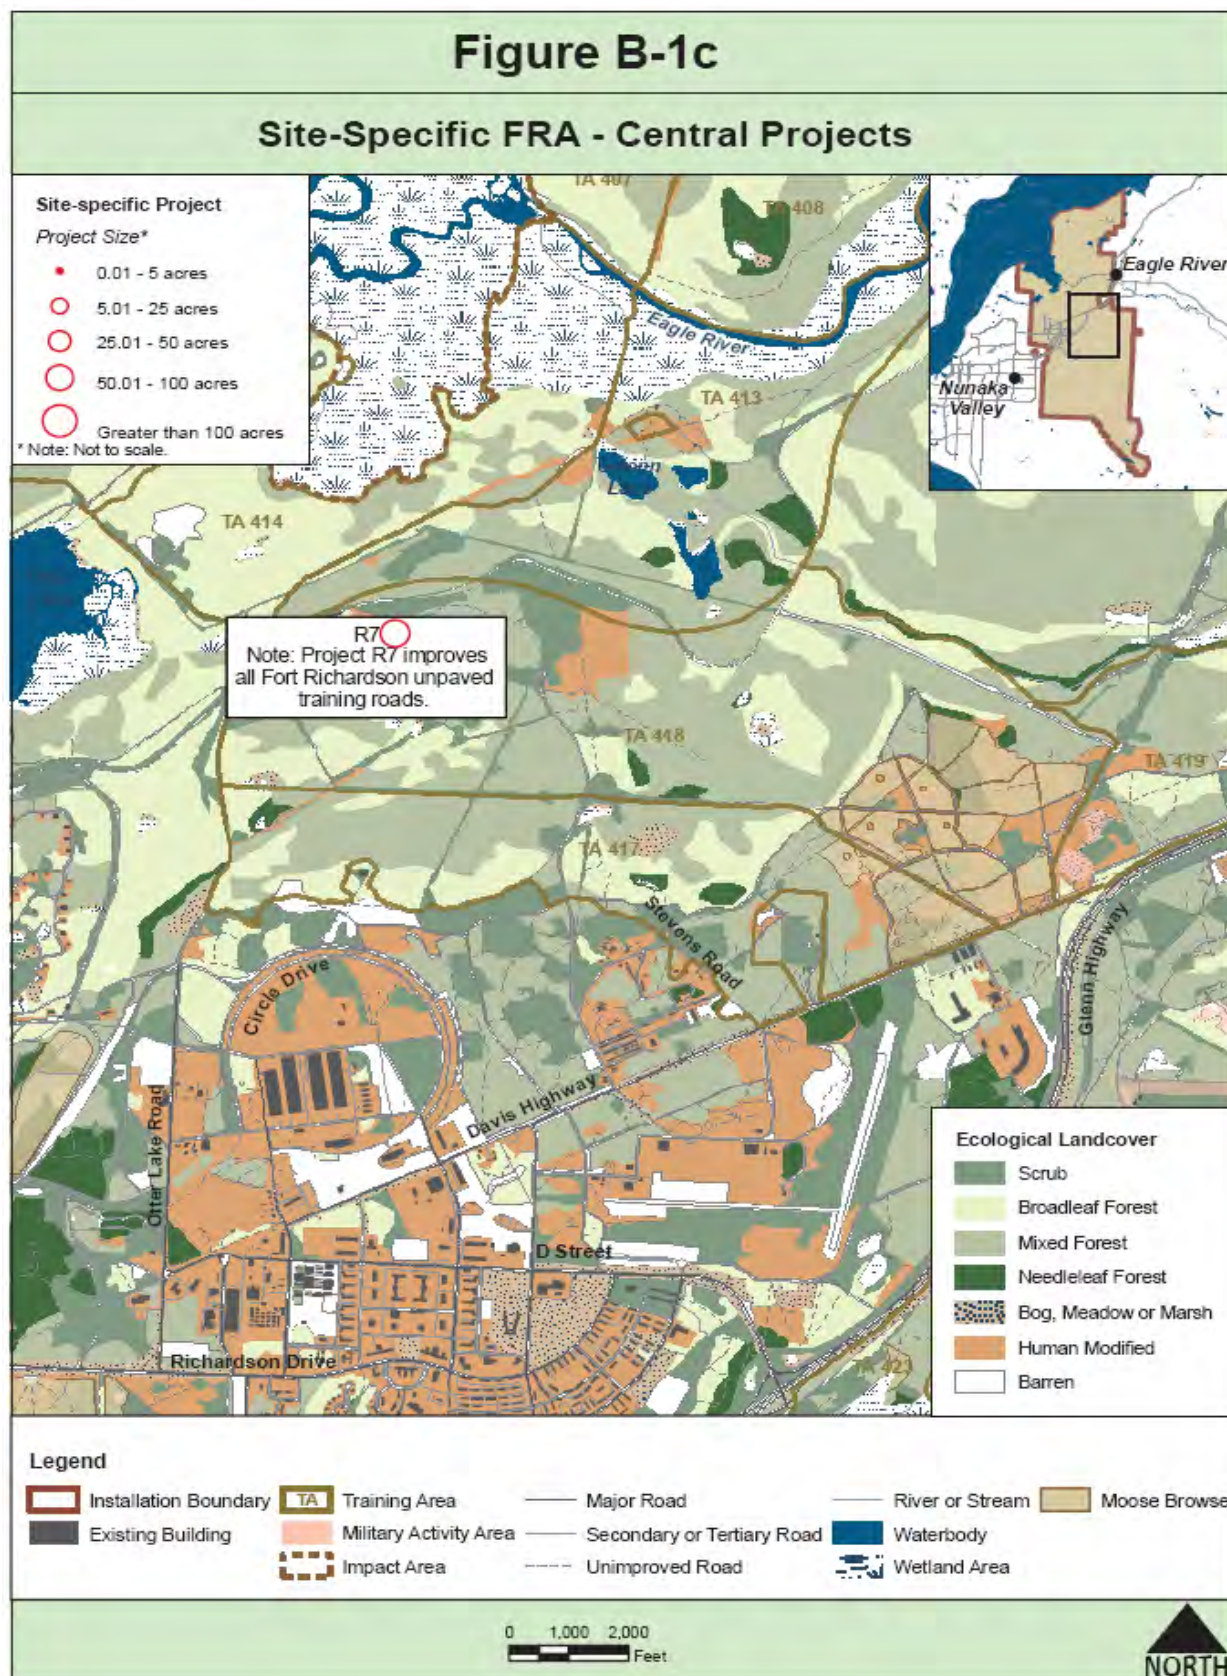 Figure B-1c
Site-Specific FRA - Central Projects
Site-specific Project
Project Size*
0.01 - 5 acres
5.01 - 25 acres
25.01 - 50 acres
50.01 - 100 acres
Greater than 100 acres
* Note: Not to scale.
TA 407
TA 408
Eagle River
Nunaka
Valley
Eagle River
TA 413
TA 414
R7
Note: Project R7 improves
all Fort Richardson unpaved
training roads.
TA 418
TA 419
TA 417
Stevens Road
Glenn Highway
Circle Drive
Davis Highway
Otter Lake Road
D Street
Richardson Drive
TA 421
Ecological Landcover
Scrub
Broadleaf Forest
Mixed Forest
Needleleaf Forest
Bog, Meadow or Marsh
Human Modified
Barren
Legend
Installation Boundary
TA Training Area
Major Road
River or Stream
Moose Browse
Existing Building
Military Activity Area
Secondary or Tertiary Road
Waterbody
Impact Area
Unimproved Road
Wetland Area
0 1,000 2,000
Feet
NORTH